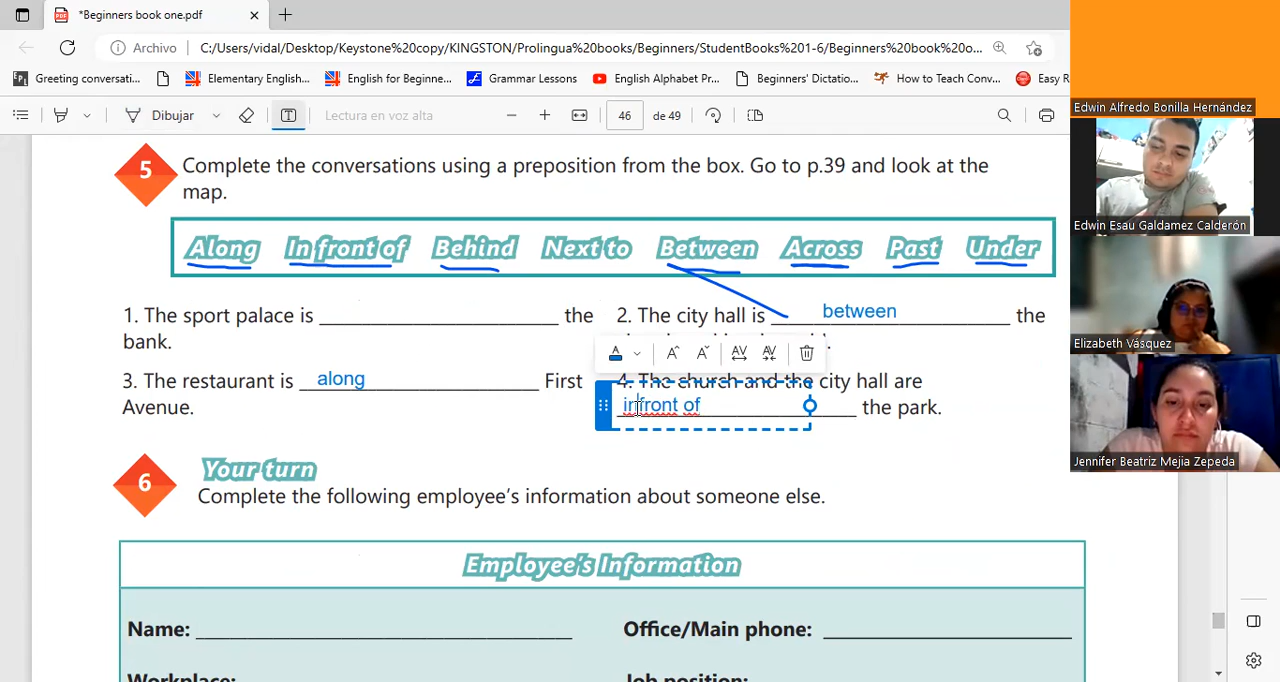 *Beginners book one.pdf
Archivo C:/Users/vidal/Desktop/Keystone%20copy/KINGSTON/Prolingua%20books/Beginners/StudentBooks%201-6/Beginners%20book%20o...
Greeting conversati... Elementary English... English for Beginne... Grammar Lessons English Alphabet Pr... Beginners' Dictatio... How to Teach Conv... Easy R
Dibujar Lectura en voz alta 46 de 49
5 Complete the conversations using a preposition from the box. Go to p.39 and look at the
map.
Along In front of Behind Next to Between Across Past Under
1. The sport palace is ____ the
bank.
2. The city hall is between the
3. The restaurant is along First
Avenue.
4. The church and the city hall are
infront of the park.
6 Your turn
Complete the following employee's information about someone else.
Employee's Information
Name: ____ Office/Main phone: ____
Workplace: Job position:
Edwin Alfredo Bonilla Hernández
Edwin Esau Galdamez Calderón
Elizabeth Vásquez
Jennifer Beatriz Mejia Zepeda